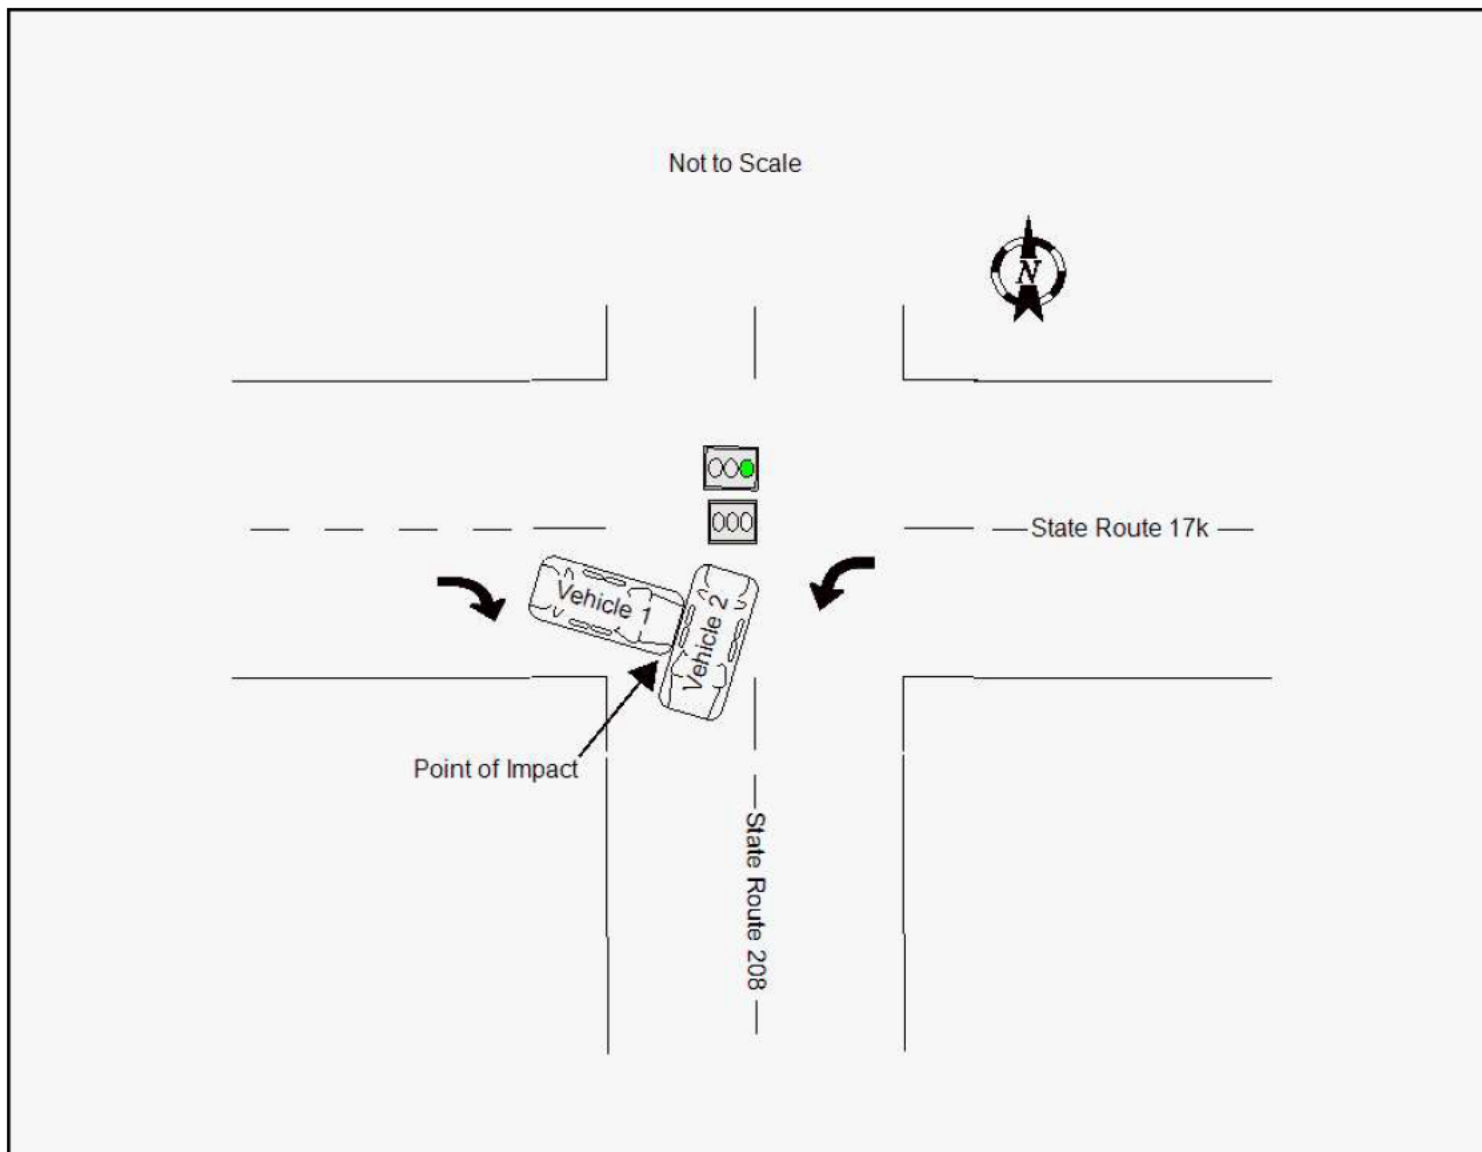 Not to Scale
N
State Route 17k
Vehicle 1
Vehicle 2
Point of Impact
State Route 208